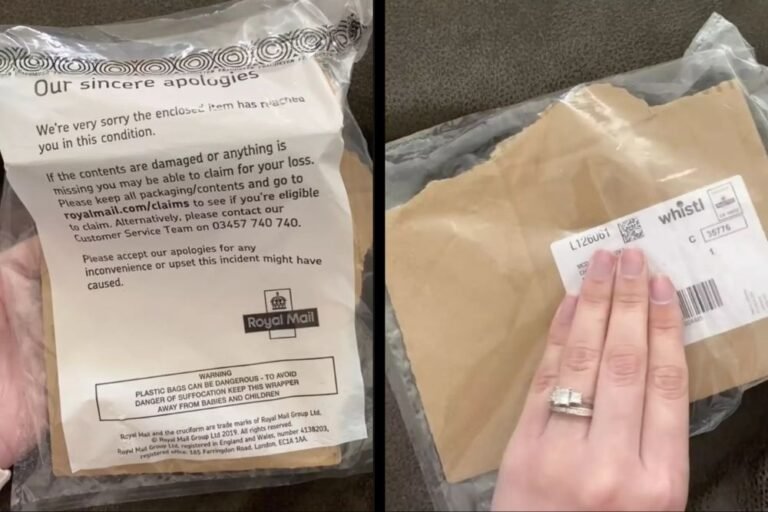 Our sincere apologies
We're very sorry the enclosed item has reached
you in this condition.
If the contents are damaged or anything is
missing you may be able to claim for your loss.
Please keep all packaging/contents and go to
royalmail.com/claims to see if you're eligible
to claim. Alternatively, please contact our
Customer Service Team on 03457 740 740.
Please accept our apologies for any
inconvenience or upset this incident might have
caused.
Royal Mail
WARNING
PLASTIC BAGS CAN BE DANGEROUS - TO AVOID
DANGER OF SUFFOCATION KEEP THIS WRAPPER
AWAY FROM BABIES AND CHILDREN
Royal Mail and the cruciform are trade marks of Royal Mail Group Ltd.
© Royal Mail Group Ltd 2019. All rights reserved.
Royal Mail Group Ltd, registered in England and Wales, number 4138203,
registered office: 185 Farringdon Road, London, EC1A 1AA.
L126061
whistl
C 36776
1